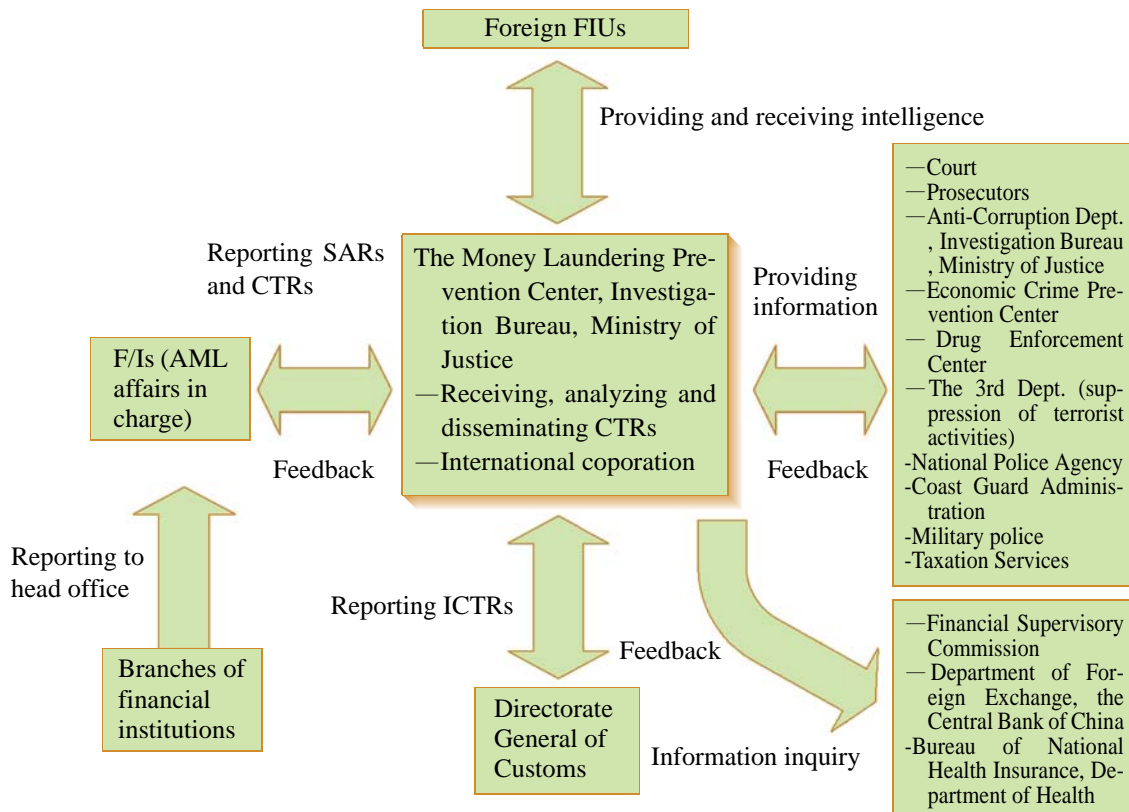 Foreign FIUs
Providing and receiving intelligence
Reporting SARs
and CTRs
The Money Laundering Pre-
vention Center, Investiga-
tion Bureau, Ministry of
Justice
—Receiving, analyzing and
disseminating CTRs
—International coporation
Providing
information
—Court
—Prosecutors
—Anti-Corruption Dept.
, Investigation Bureau
, Ministry of Justice
—Economic Crime Pre-
vention Center
— Drug Enforcement
Center
—The 3rd Dept. (sup-
pression of terrorist
activities)
-National Police Agency
-Coast Guard Adminis-
tration
-Military police
-Taxation Services
F/Is (AML
affairs in
charge)
Feedback
Feedback
Reporting to
head office
Reporting ICTRs
Feedback
Branches of
financial
institutions
Directorate
General of
Customs
Information inquiry
—Financial Supervisory
Commission
—Department of For-
eign Exchange, the
Central Bank of China
-Bureau of National
Health Insurance, De-
partment of Health